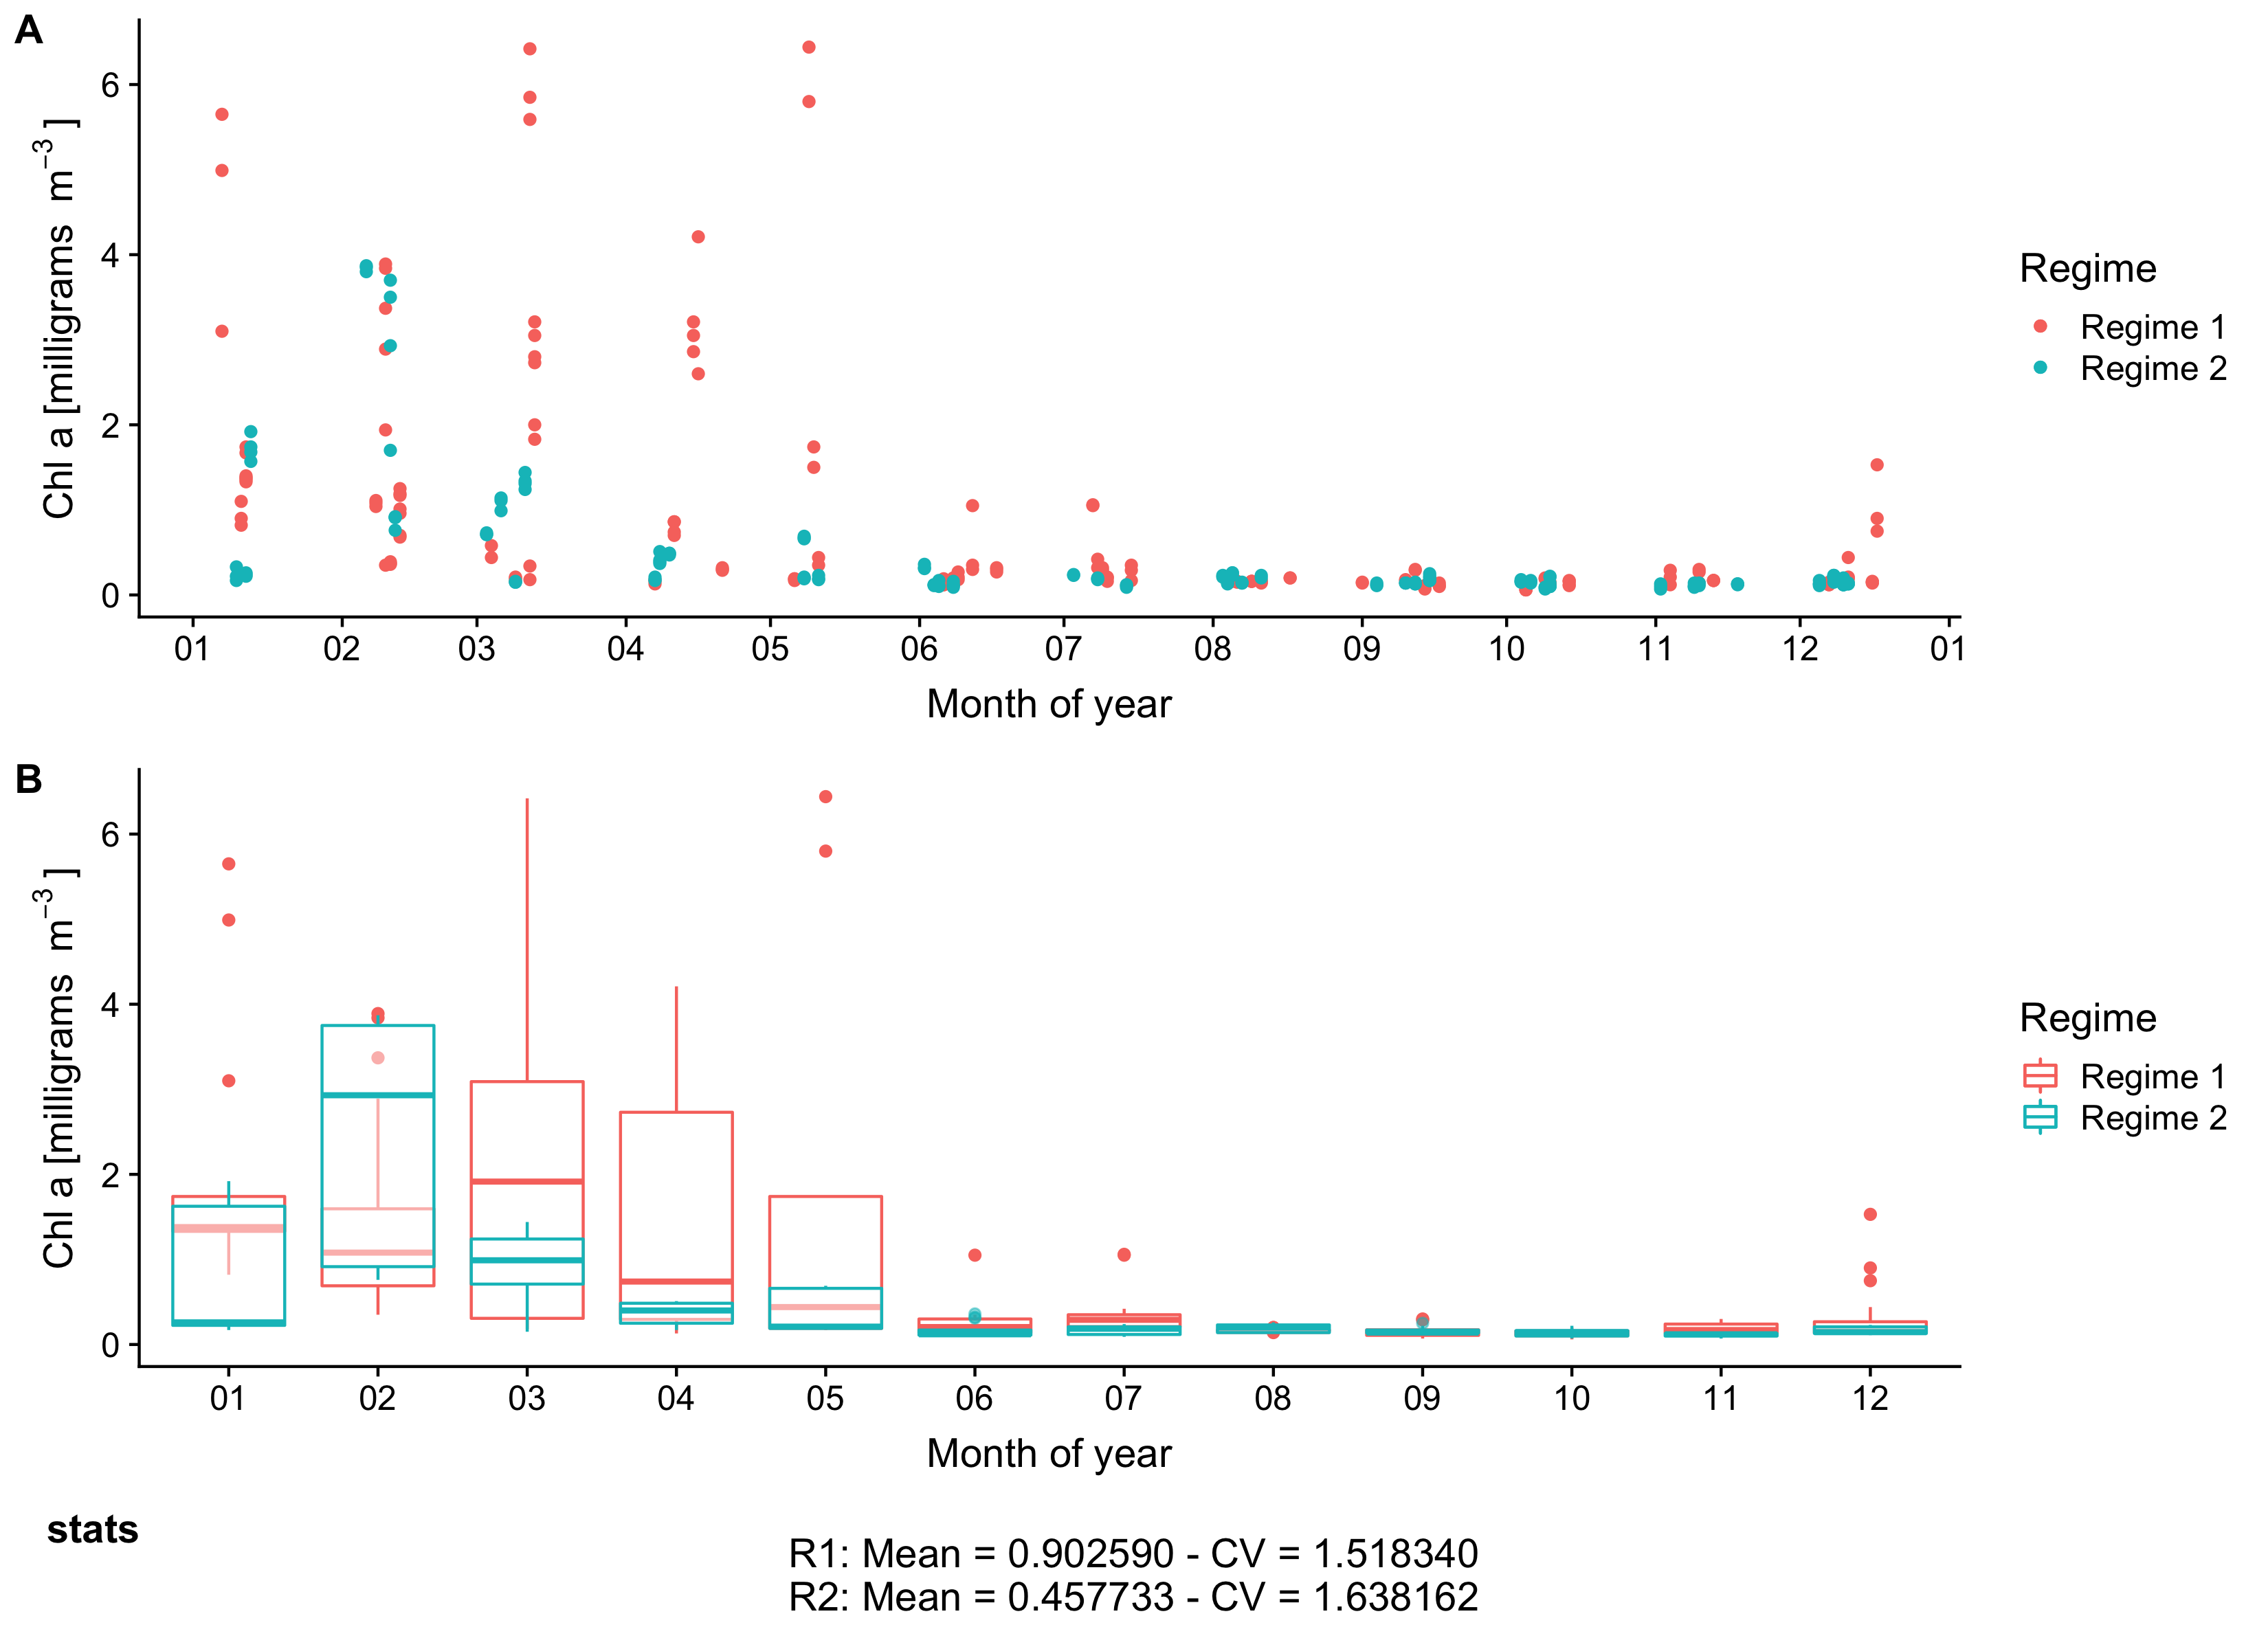 A
Chl a [milligrams m−3 ]
6
4
2
0
01 02 03 04 05 06 07 08 09 10 11 12 01
Month of year
Regime
Regime 1
Regime 2
B
Chl a [milligrams m−3 ]
6
4
2
0
01 02 03 04 05 06 07 08 09 10 11 12
Month of year
Regime
Regime 1
Regime 2
stats
R1: Mean = 0.902590 - CV = 1.518340
R2: Mean = 0.457733 - CV = 1.638162